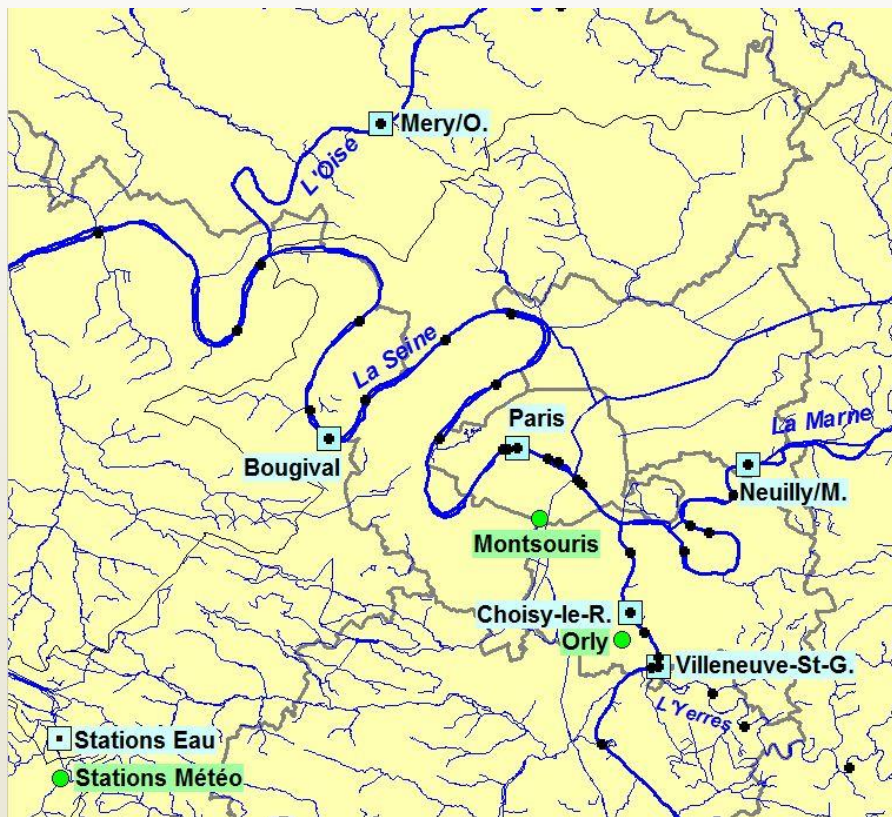 Mery/O.
L'Oise
La Seine
Paris
La Marne
Bougival
Neuilly/M.
Montsouris
Choisy-le-R.
Orly
Villeneuve-St-G.
L'Yerres
Stations Eau
Stations Météo